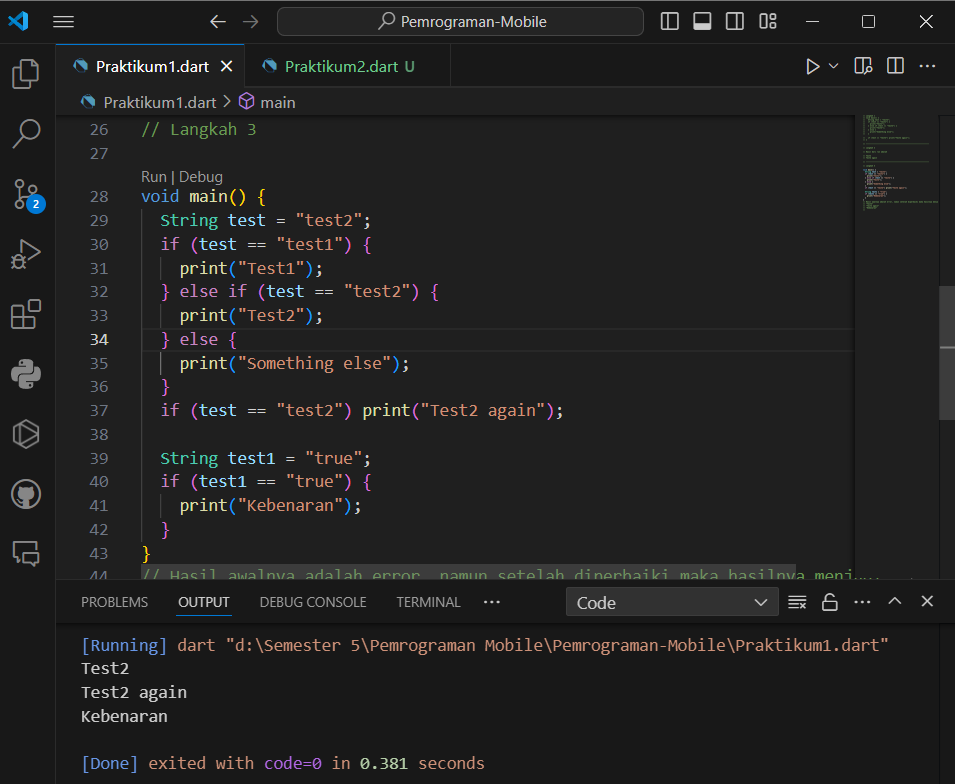 Pemrograman-Mobile
Praktikum1.dart
Praktikum2.dart U
Praktikum1.dart > main
26 // Langkah 3
27
Run | Debug
28 void main() {
29 String test = "test2";
30 if (test == "test1") {
31 print("Test1");
32 } else if (test == "test2") {
33 print("Test2");
34 } else {
35 print("Something else");
36 }
37 if (test == "test2") print("Test2 again");
38
39 String test1 = "true";
40 if (test1 == "true") {
41 print("Kebenaran");
42 }
43 }
44 // Hasil awalnya adalah error, namun setelah diperbaiki maka hasilnya
2
PROBLEMS OUTPUT DEBUG CONSOLE TERMINAL ··· Code
[Running] dart "d:\Semester 5\Pemrograman Mobile\Pemrograman-Mobile\Praktikum1.dart"
Test2
Test2 again
Kebenaran
[Done] exited with code=0 in 0.381 seconds